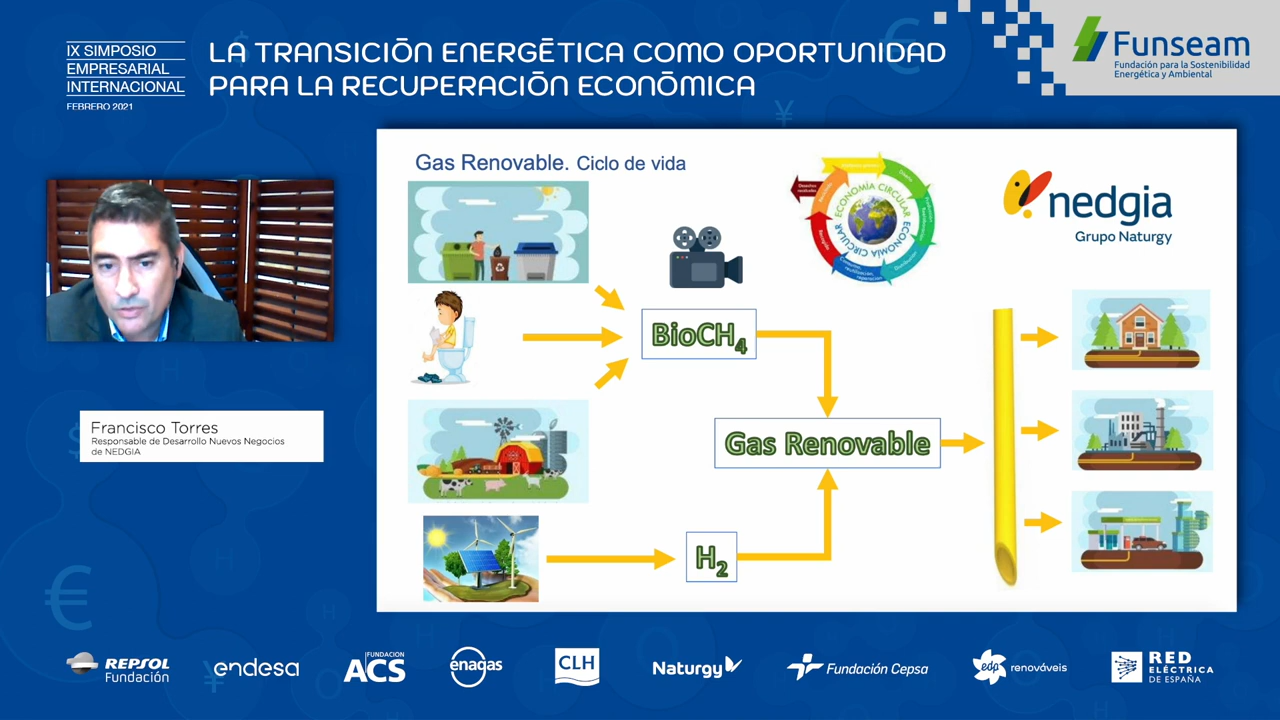 IX SIMPOSIO
EMPRESARIAL
INTERNACIONAL
FEBRERO 2021
LA TRANSICIÓN ENERGÉTICA COMO OPORTUNIDAD
PARA LA RECUPERACIÓN ECONÓMICA
Funseam
Fundación para la Sostenibilidad
Energética y Ambiental
Gas Renovable. Ciclo de vida
ECONOMÍA CIRCULAR ECONOMÍA CIRCULAR
nedgia
Grupo Naturgy
BioCH₄
Gas Renovable
H₂
Francisco Torres
Responsable de Desarrollo Nuevos Negocios
de NEDGIA
REPSOL
Fundación
endesa
FUNDACION
ACS
enagas
CLH
Naturgy
Fundación Cepsa
edp
renováveis
RED
ELÉCTRICA
DE ESPAÑA